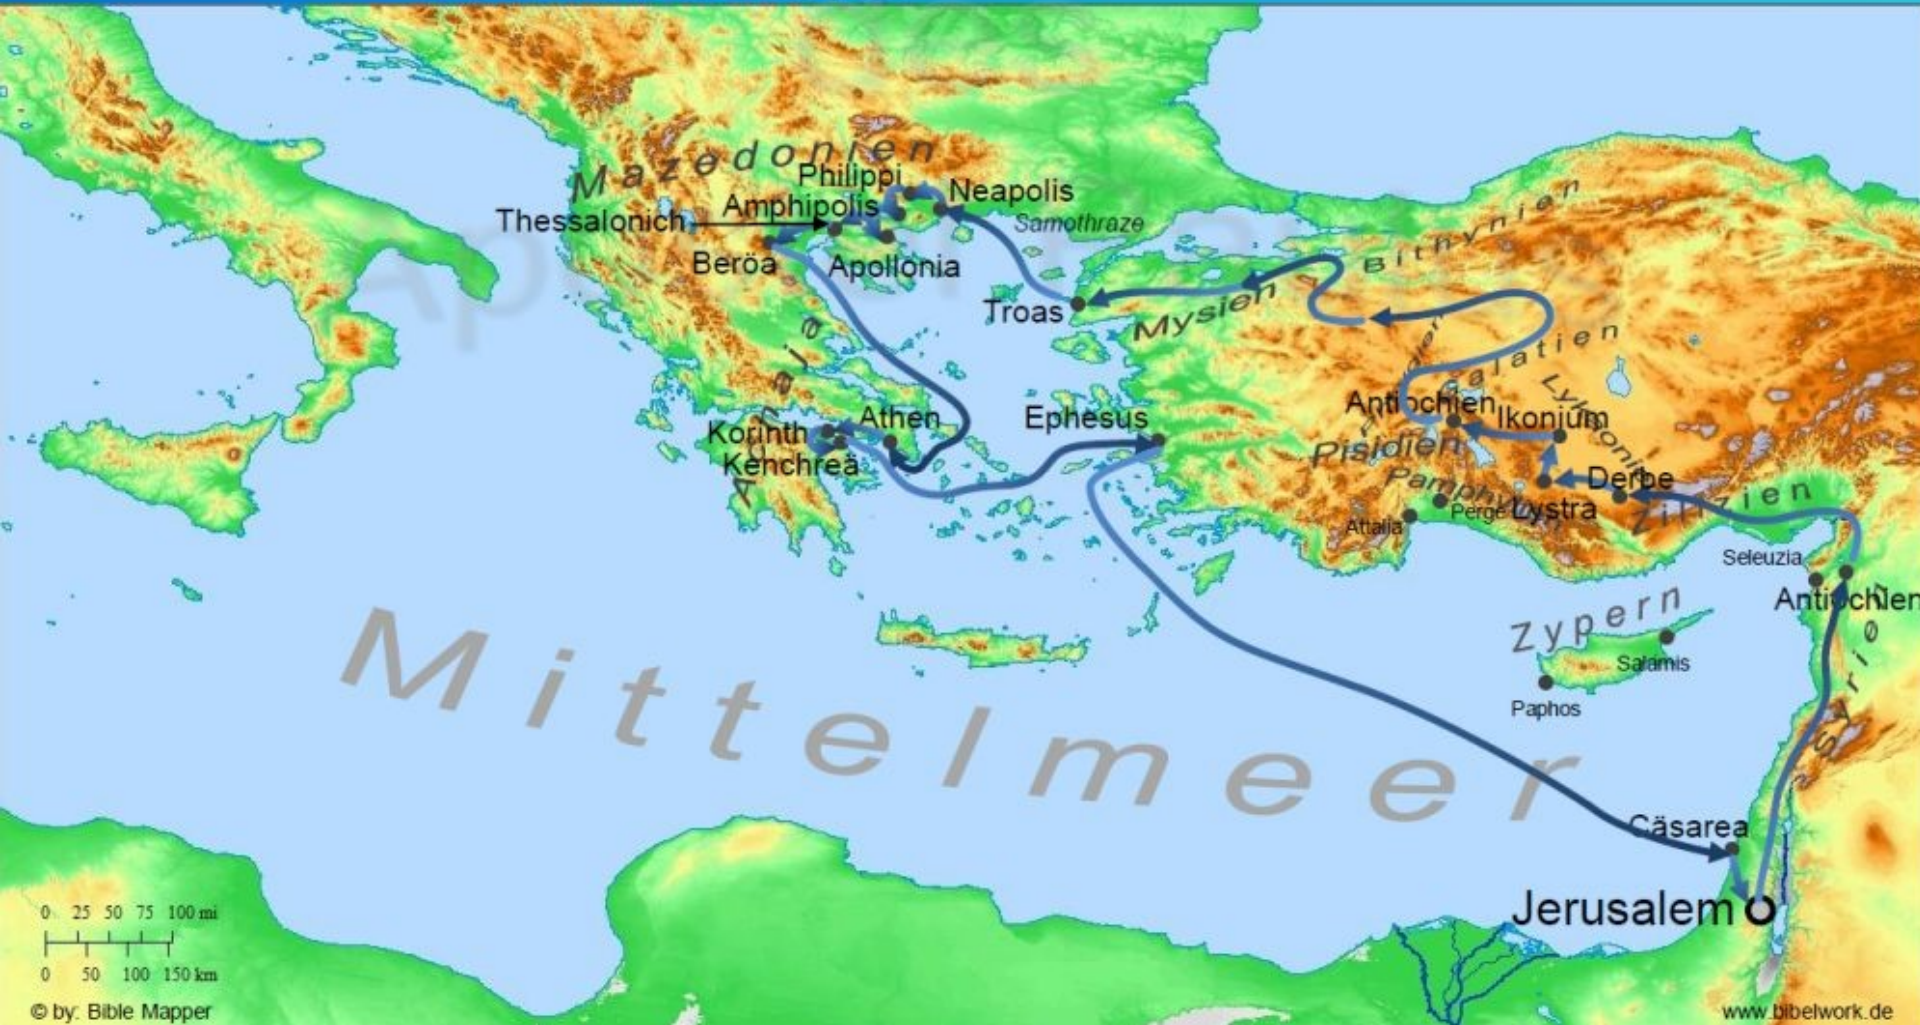 Mazedonien
Philippi
Neapolis
Amphipolis
Thessalonich
Samothraze
Beröa
Apollonia
Troas
Bithynien
Mysien
Galatien
Lykaonien
Achaja
Athen
Korinth
Kenchreä
Ephesus
Antiochien
Ikonium
Pisidien
Derbe
Lystra
Perge
Attalia
Zilizien
Seleuzia
Antiochien
Syrien
Zypern
Salamis
Paphos
Mittelmeer
Cäsarea
Jerusalem
0 25 50 75 100 mi
0 50 100 150 km
© by: Bible Mapper
www.bibelwork.de